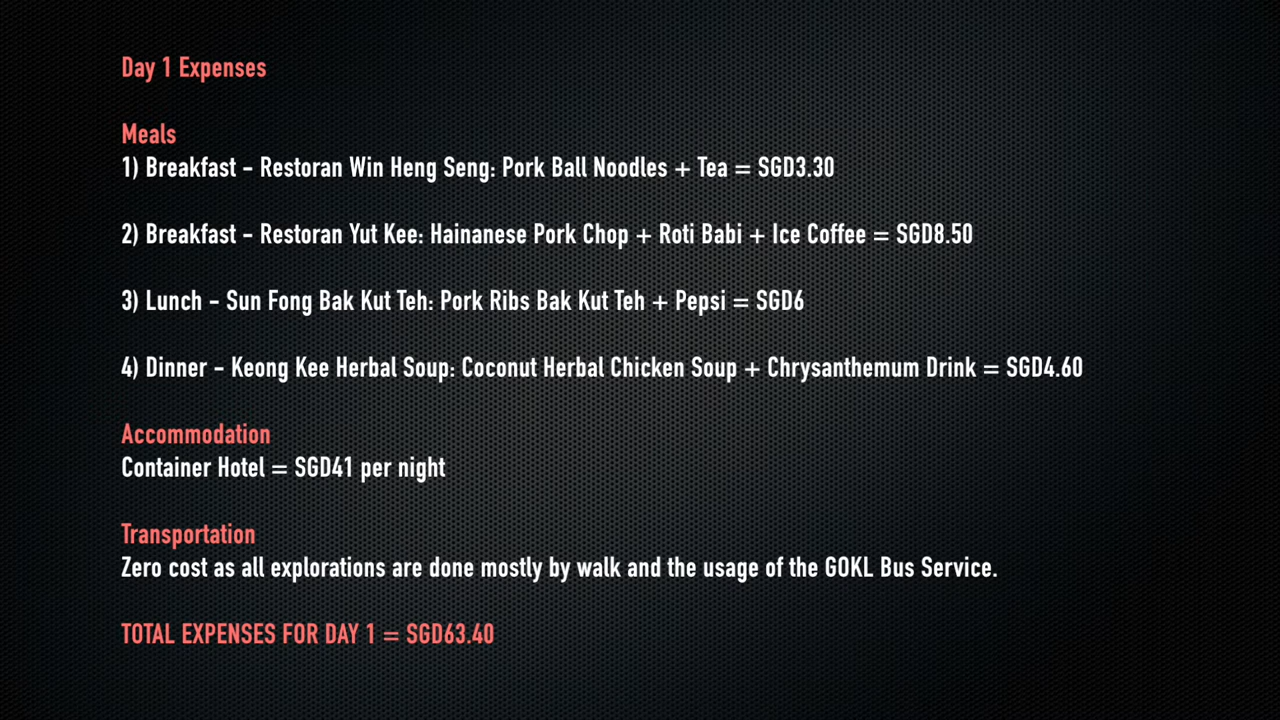 Day 1 Expenses
Meals
1) Breakfast – Restoran Win Heng Seng: Pork Ball Noodles + Tea = SGD3.30
2) Breakfast – Restoran Yut Kee: Hainanese Pork Chop + Roti Babi + Ice Coffee = SGD8.50
3) Lunch – Sun Fong Bak Kut Teh: Pork Ribs Bak Kut Teh + Pepsi = SGD6
4) Dinner – Keong Kee Herbal Soup: Coconut Herbal Chicken Soup + Chrysanthemum Drink = SGD4.60
Accommodation
Container Hotel = SGD41 per night
Transportation
Zero cost as all explorations are done mostly by walk and the usage of the GOKL Bus Service.
TOTAL EXPENSES FOR DAY 1 = SGD63.40